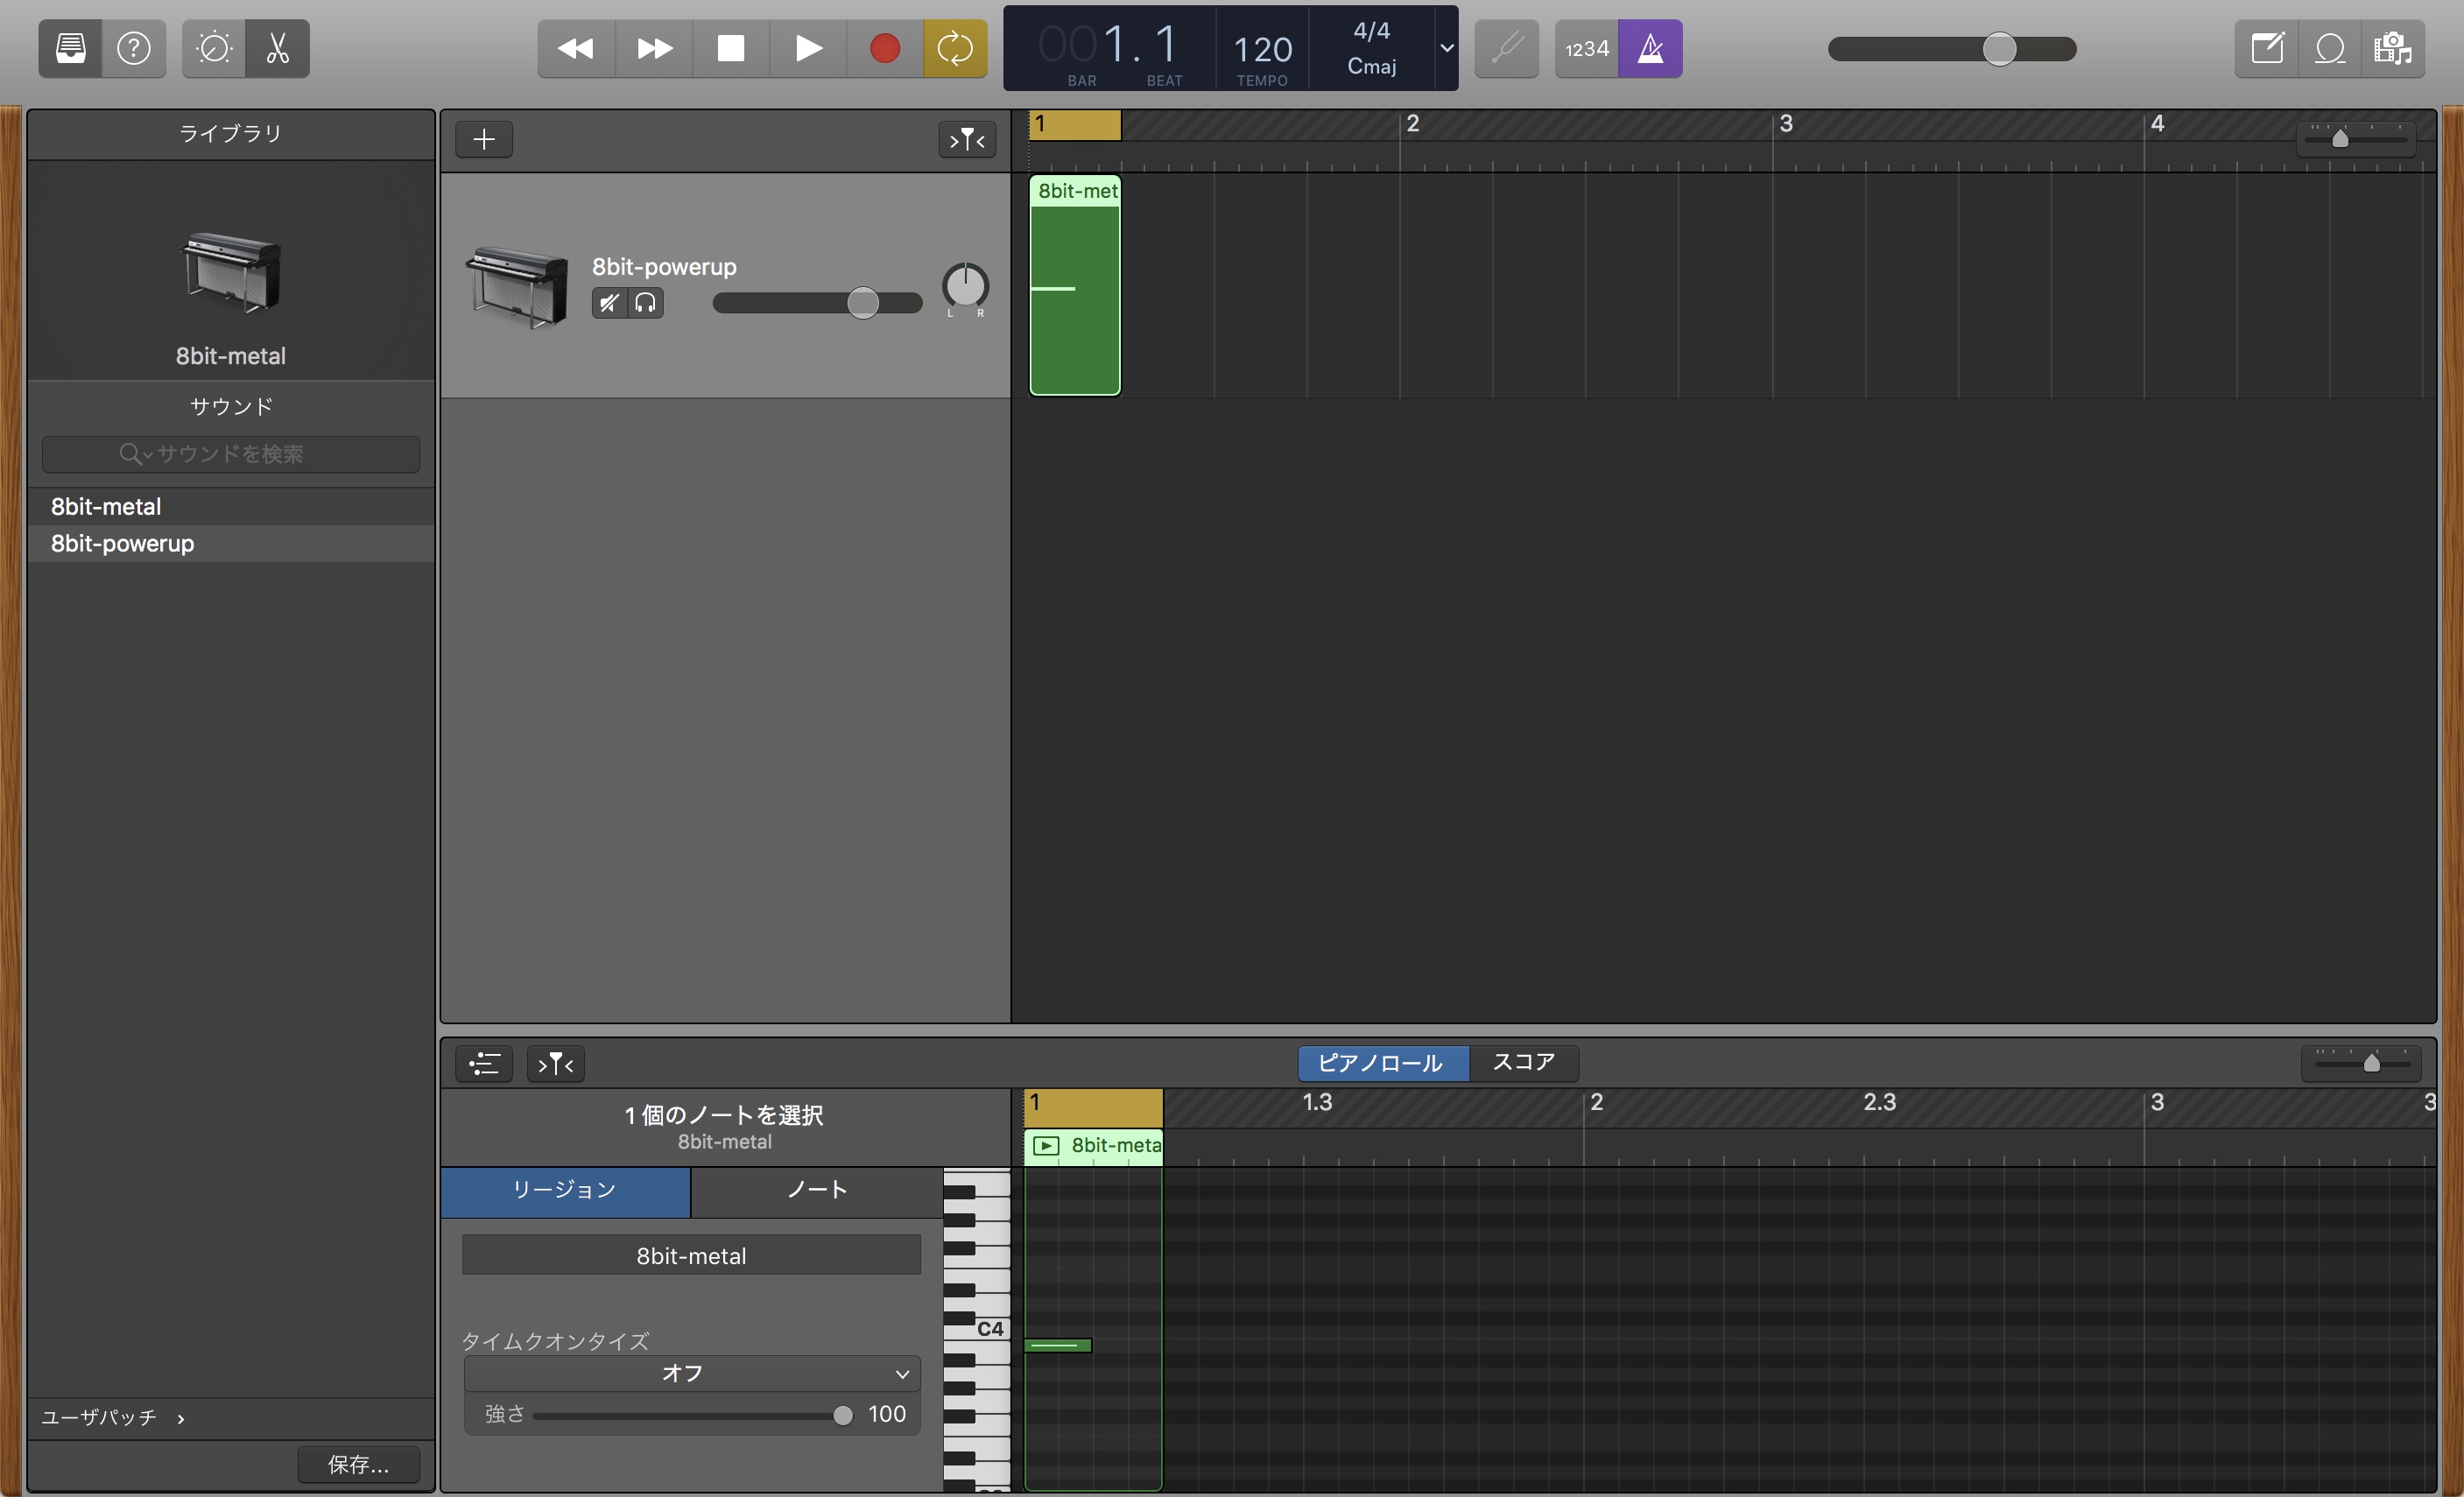 001. 1
BAR BEAT
120
TEMPO
4/4
Cmaj
1234
ライブラリ
8bit-metal
サウンド
サウンドを検索
8bit-metal
8bit-powerup
ユーザパッチ
保存...
1 2 3 4
8bit-powerup
L R
8bit-met
ピアノロール スコア
1個のノートを選択
8bit-metal
1 1.3 2 2.3 3 3
8bit-meta
リージョン ノート
8bit-metal
タイムクオンタイズ
オフ
強さ 100
C4